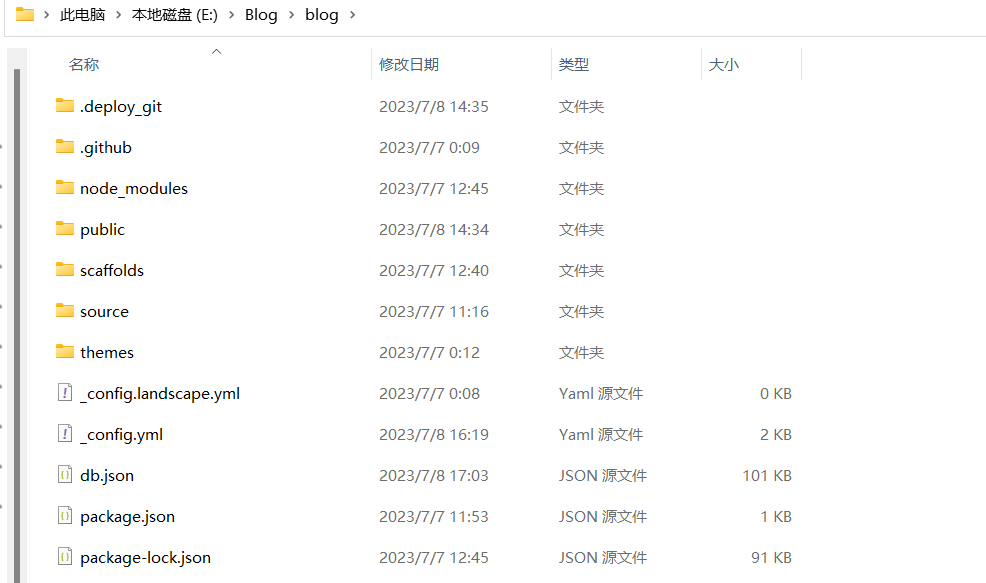 此电脑 > 本地磁盘 (E:) > Blog > blog >
名称 修改日期 类型 大小
.deploy_git 2023/7/8 14:35 文件夹
.github 2023/7/7 0:09 文件夹
node_modules 2023/7/7 12:45 文件夹
public 2023/7/8 14:34 文件夹
scaffolds 2023/7/7 12:40 文件夹
source 2023/7/7 11:16 文件夹
themes 2023/7/7 0:12 文件夹
_config.landscape.yml 2023/7/7 0:08 Yaml 源文件 0 KB
_config.yml 2023/7/8 16:19 Yaml 源文件 2 KB
db.json 2023/7/8 17:03 JSON 源文件 101 KB
package.json 2023/7/7 11:53 JSON 源文件 1 KB
package-lock.json 2023/7/7 12:45 JSON 源文件 91 KB